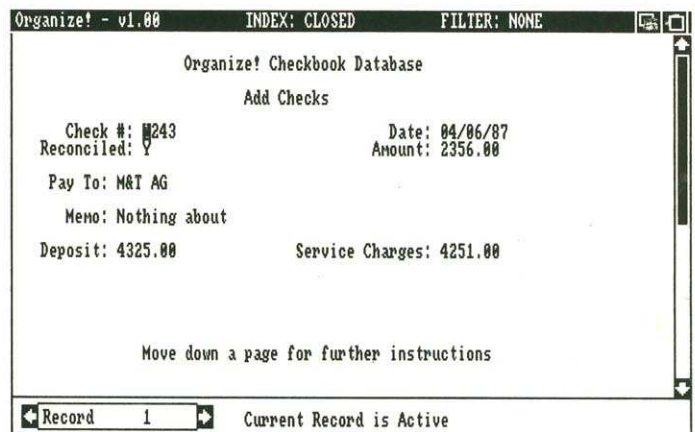 Organize! - v1.00 INDEX: CLOSED FILTER: NONE
Organize! Checkbook Database
Add Checks
Check #: 243 Date: 04/06/87
Reconciled: Y Amount: 2356.00
Pay To: M&T AG
Memo: Nothing about
Deposit: 4325.00 Service Charges: 4251.00
Move down a page for further instructions
Record 1 Current Record is Active